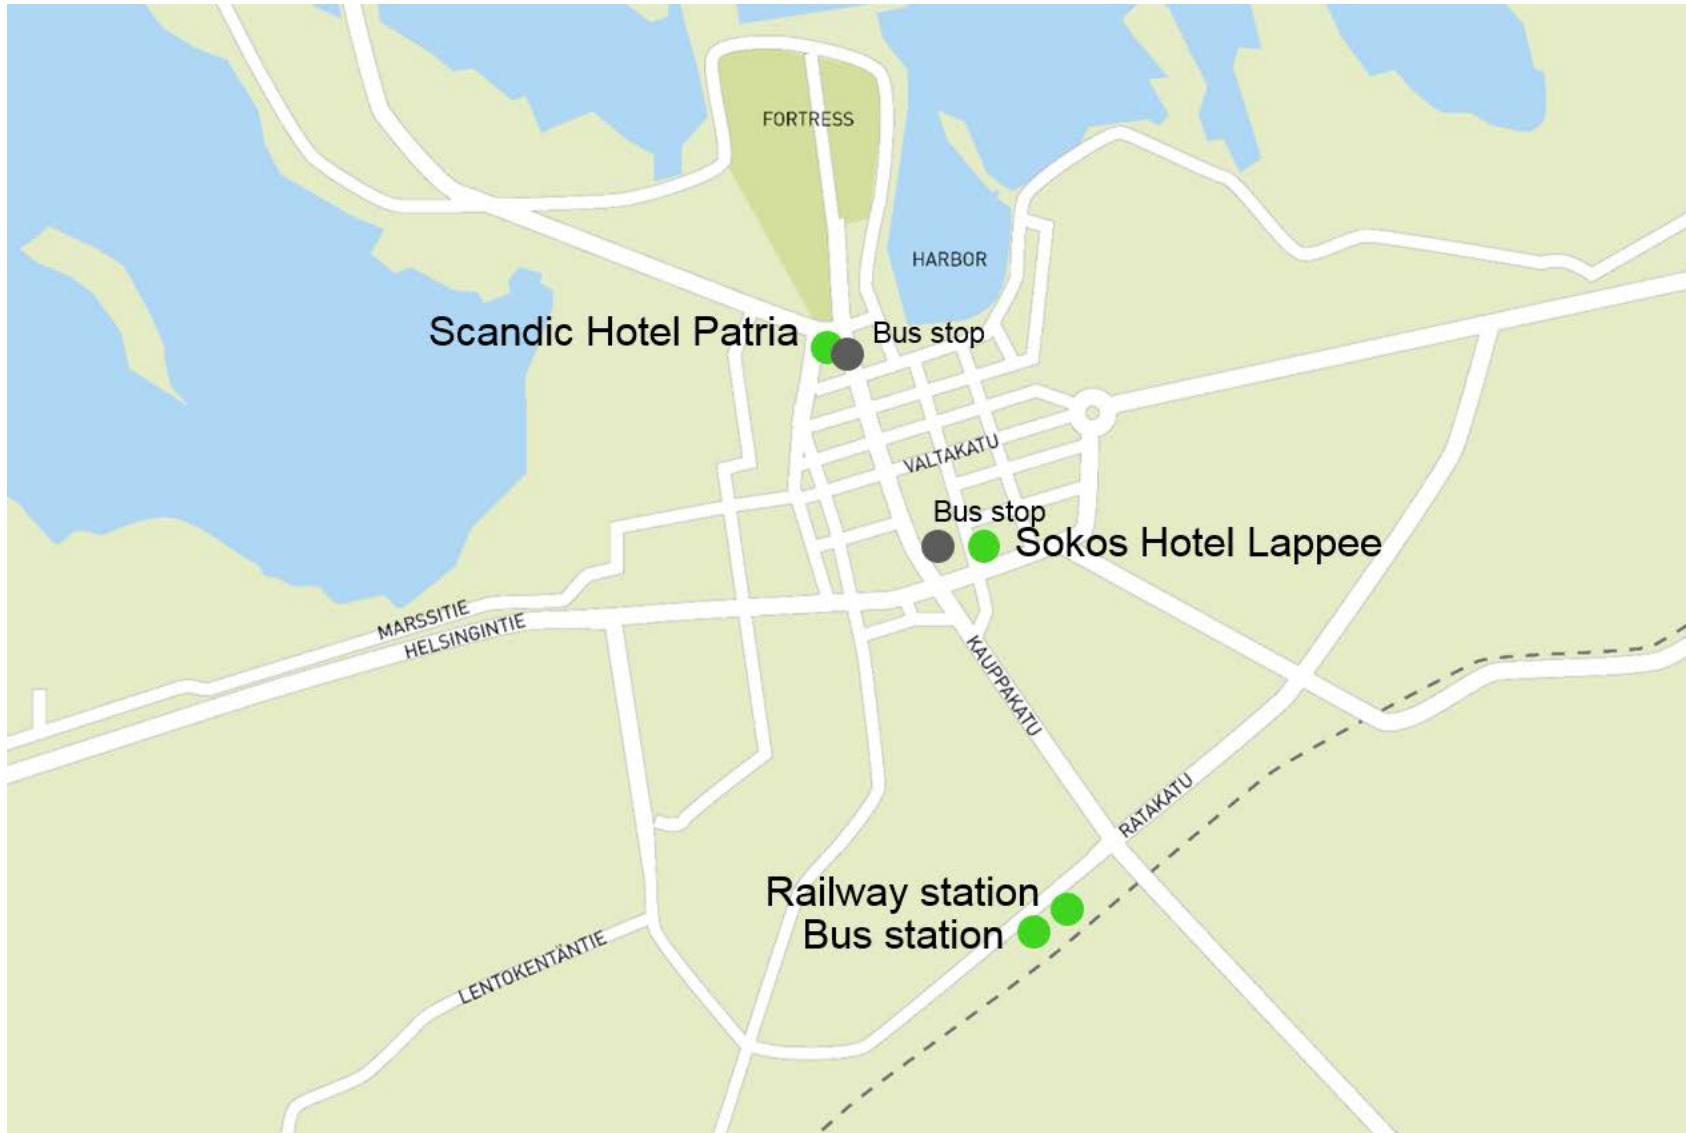 FORTRESS
HARBOR
Scandic Hotel Patria
Bus stop
VALTAKATU
Bus stop
Sokos Hotel Lappee
MARSSITIE
HELSINGINTIE
KAUPPAKATU
RATAKATU
Railway station
Bus station
LENTOKENTÄNTIE